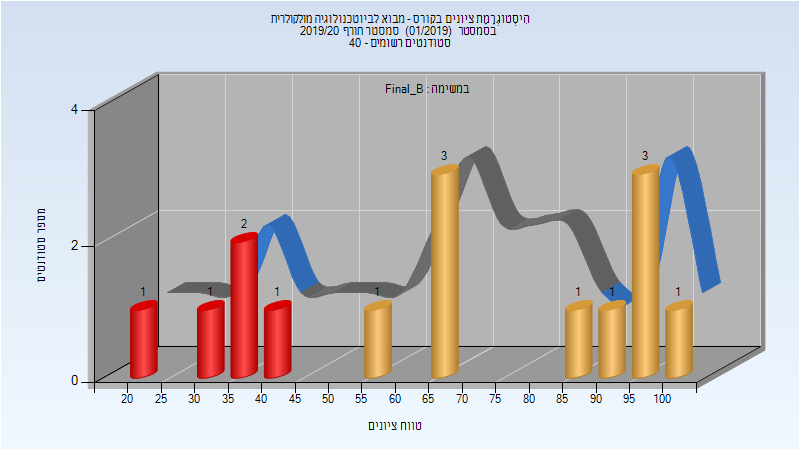 היסטוגרמת ציונים בקורס - מבוא לביוטכנולוגיה מולקולרית
בסמסטר (01/2019) סמסטר חורף 2019/20
סטודנטים רשומים - 40
במשימה : Final_B
4
2
0
מספר סטודנטים
1
1
2
1
1
3
1
1
3
1
20 25 30 35 40 45 50 55 60 65 70 75 80 85 90 95 100
טווח ציונים